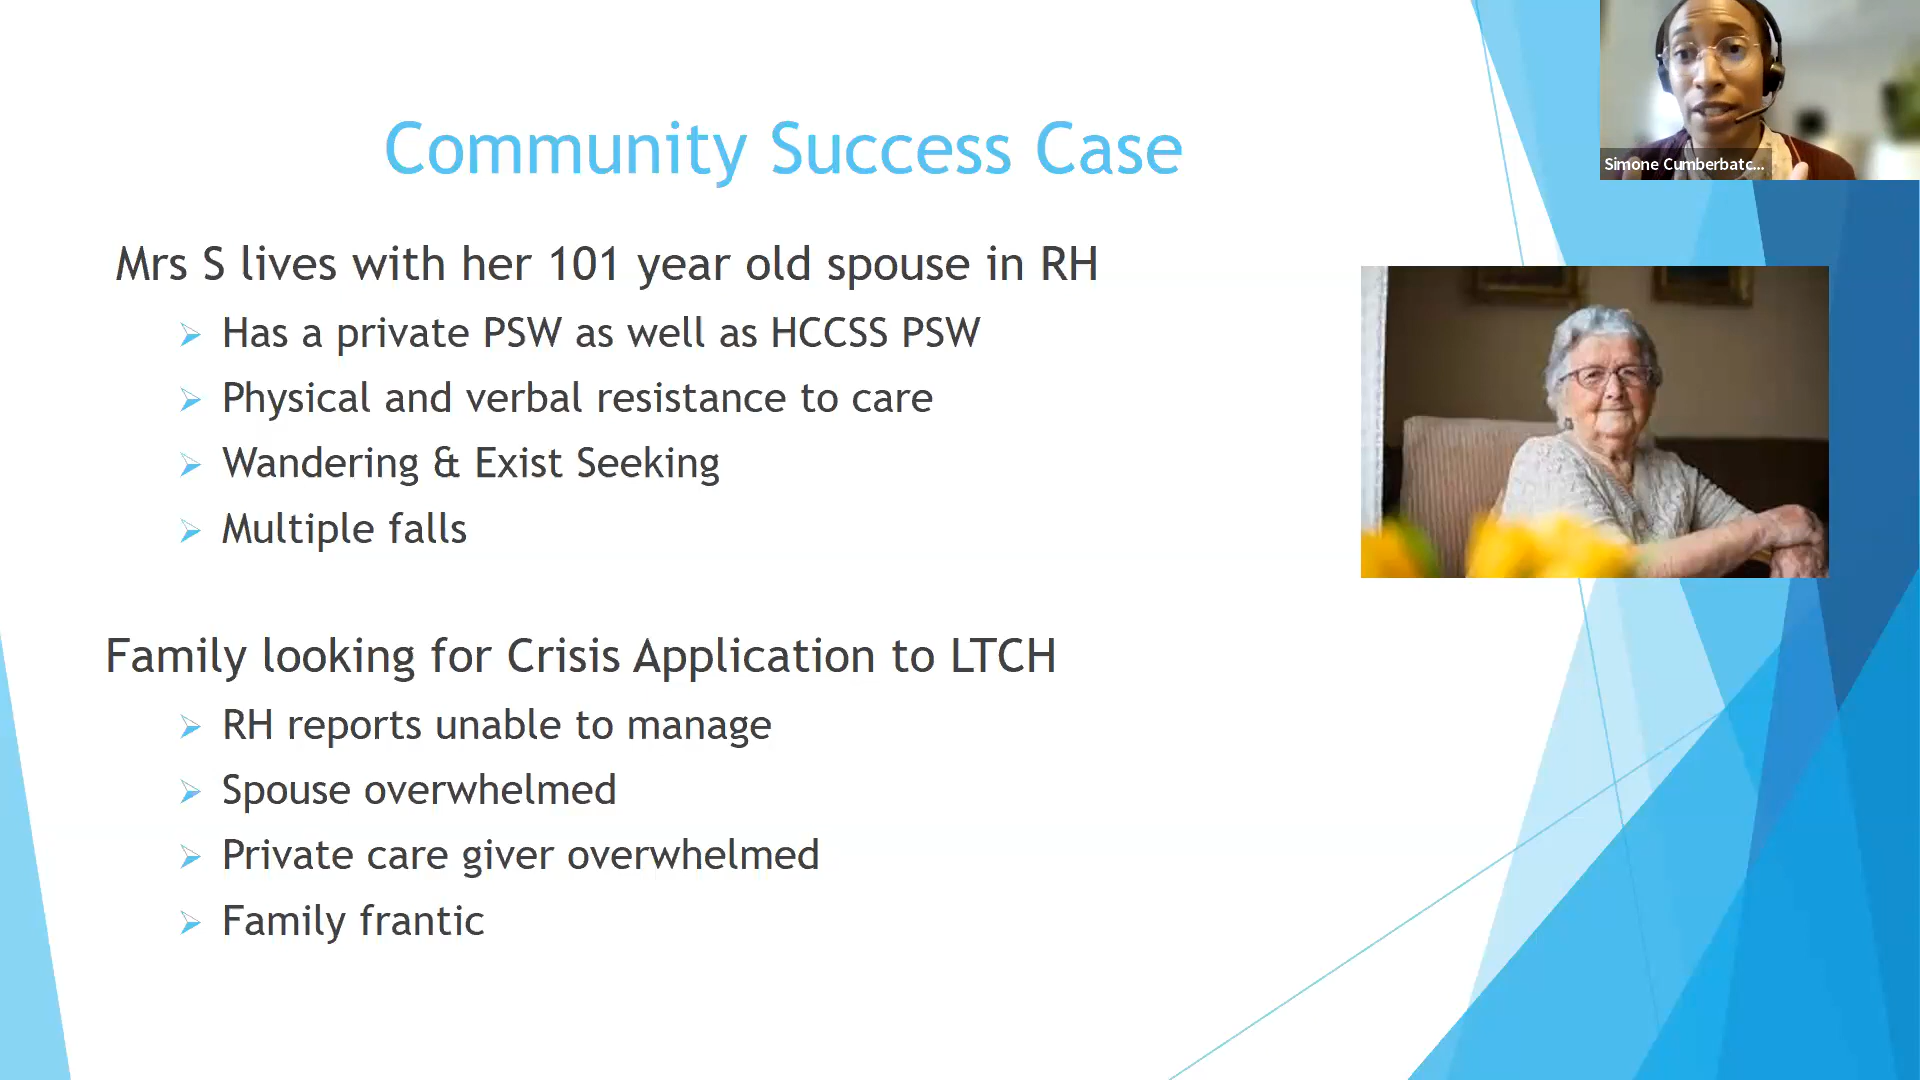 Community Success Case
Simone Cumberbatc...
Mrs S lives with her 101 year old spouse in RH
Has a private PSW as well as HCCSS PSW
Physical and verbal resistance to care
Wandering & Exist Seeking
Multiple falls
Family looking for Crisis Application to LTCH
RH reports unable to manage
Spouse overwhelmed
Private care giver overwhelmed
Family frantic